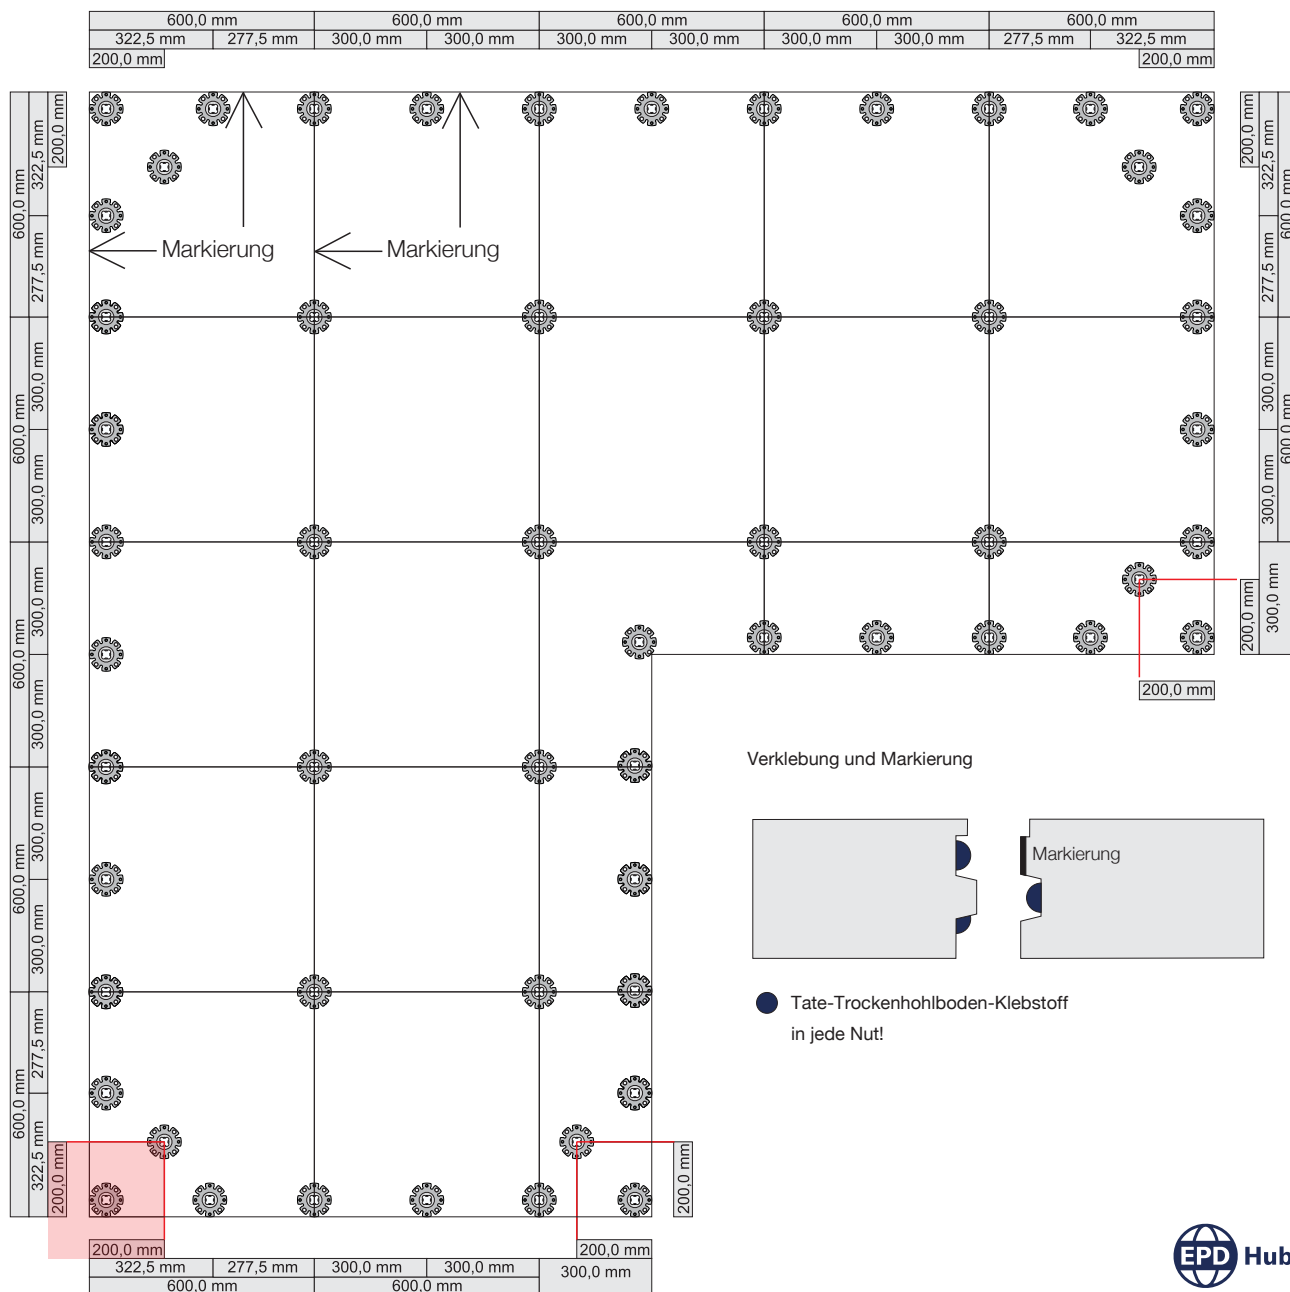 600,0 mm 600,0 mm 600,0 mm 600,0 mm 600,0 mm
322,5 mm 277,5 mm 300,0 mm 300,0 mm 300,0 mm 300,0 mm 300,0 mm 300,0 mm 277,5 mm 322,5 mm
200,0 mm 200,0 mm
600,0 mm
600,0 mm
600,0 mm
600,0 mm
600,0 mm
322,5 mm
277,5 mm
300,0 mm
300,0 mm
300,0 mm
300,0 mm
300,0 mm
300,0 mm
277,5 mm
322,5 mm
200,0 mm
200,0 mm
Markierung Markierung
200,0 mm
322,5 mm
277,5 mm
300,0 mm
300,0 mm
600,0 mm
600,0 mm
200,0 mm
300,0 mm
200,0 mm
Verklebung und Markierung
Markierung
Tate-Trockenhohlboden-Klebstoff
in jede Nut!
200,0 mm
200,0 mm 200,0 mm
322,5 mm 277,5 mm 300,0 mm 300,0 mm 300,0 mm
600,0 mm 600,0 mm
EPD Hub